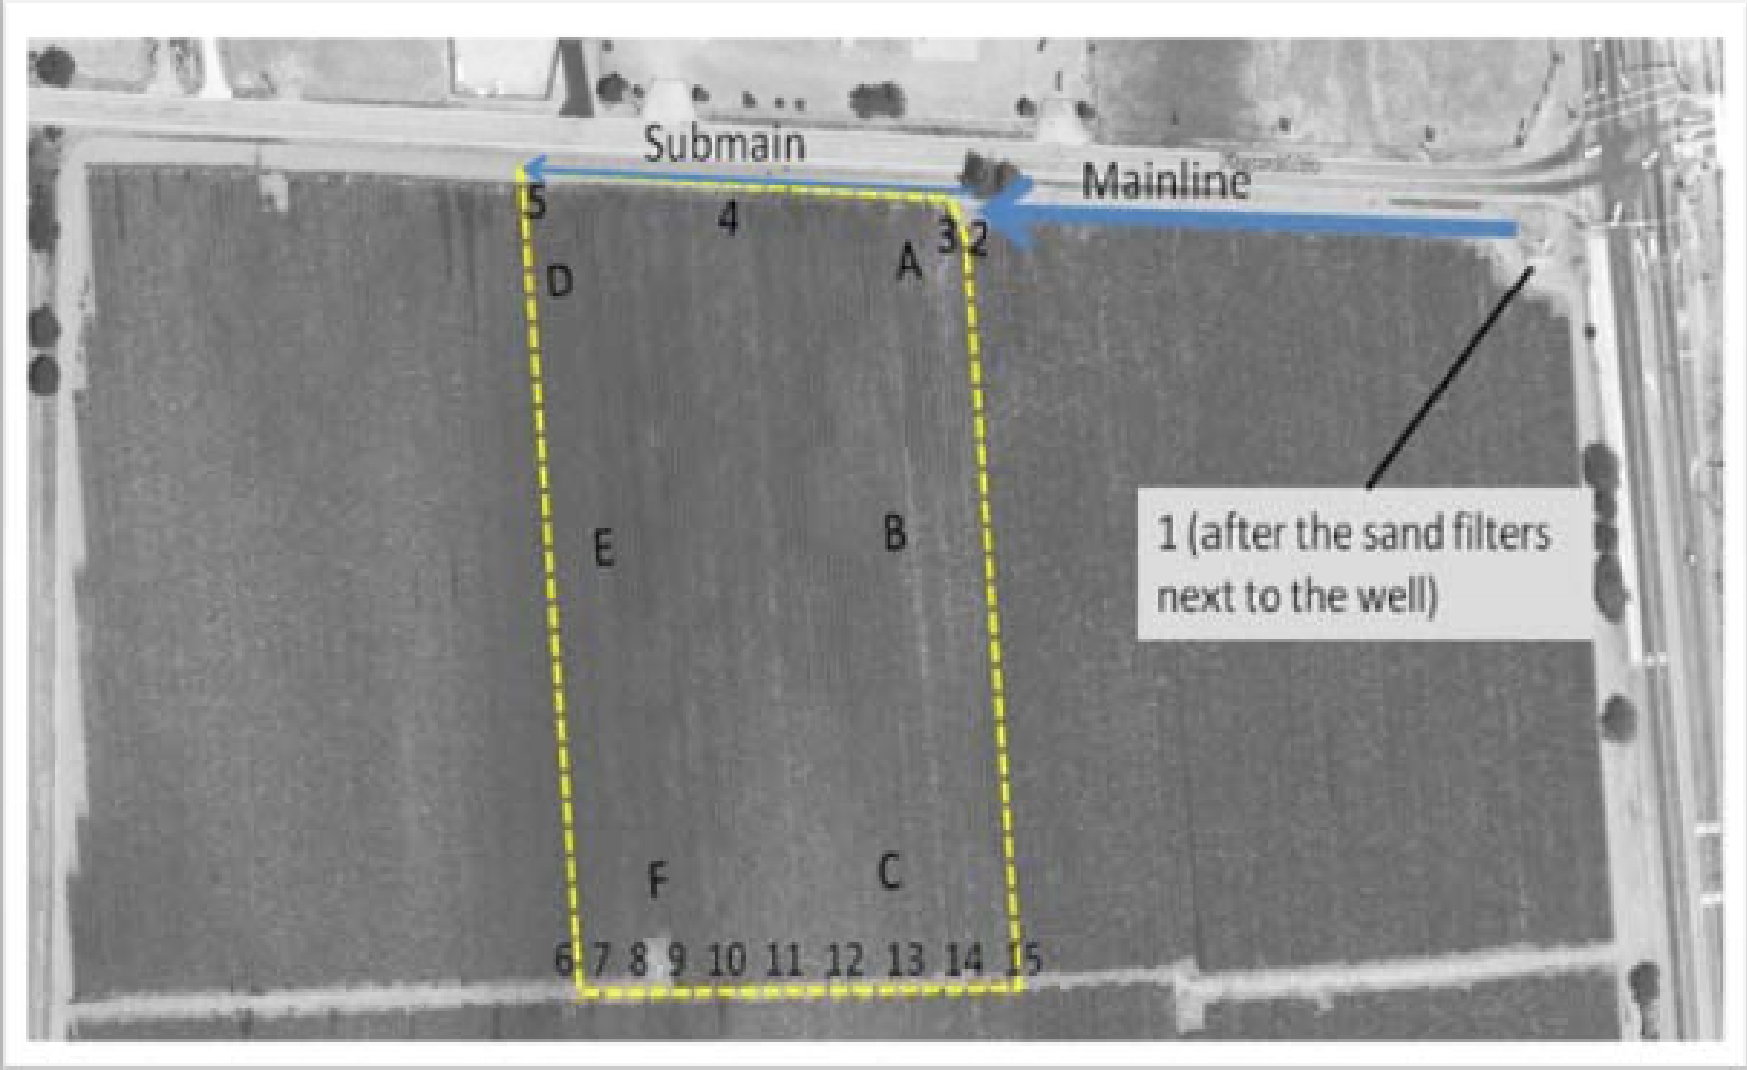 Submain
Mainline
5
4
3 2
D
A
E
B
1 (after the sand filters
next to the well)
F
C
6 7 8 9 10 11 12 13 14 15